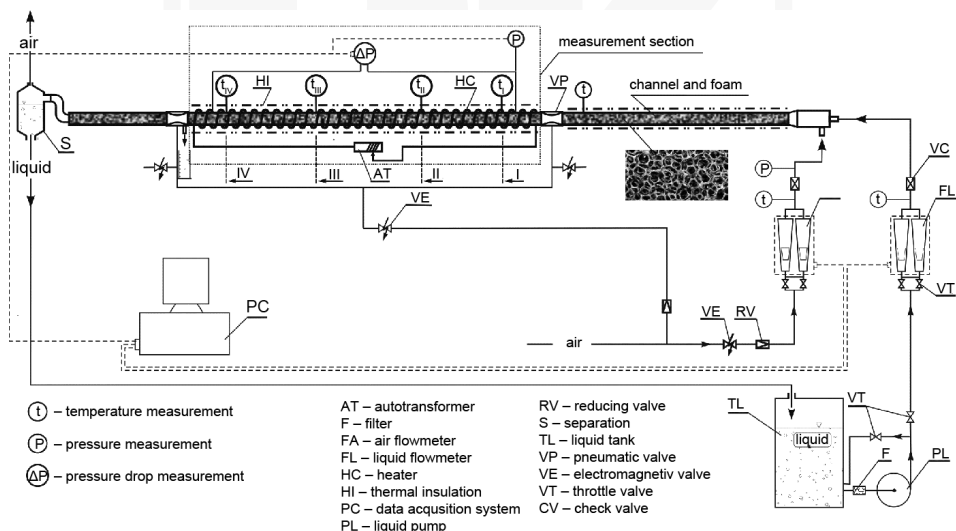 air
ΔP
P
measurement section
tIV
HI
tIII
tII
HC
tI
VP
t
channel and foam
S
liquid
IV
III
AT
II
I
VE
P
t
t
VC
FL
VT
PC
air
VE
RV
TL
liquid
VT
F
PL
t – temperature measurement
P – pressure measurement
ΔP – pressure drop measurement
AT – autotransformer
F – filter
FA – air flowmeter
FL – liquid flowmeter
HC – heater
HI – thermal insulation
PC – data acqusition system
PL – liquid pump
RV – reducing valve
S – separation
TL – liquid tank
VP – pneumatic valve
VE – electromagnetiv valve
VT – throttle valve
CV – check valve